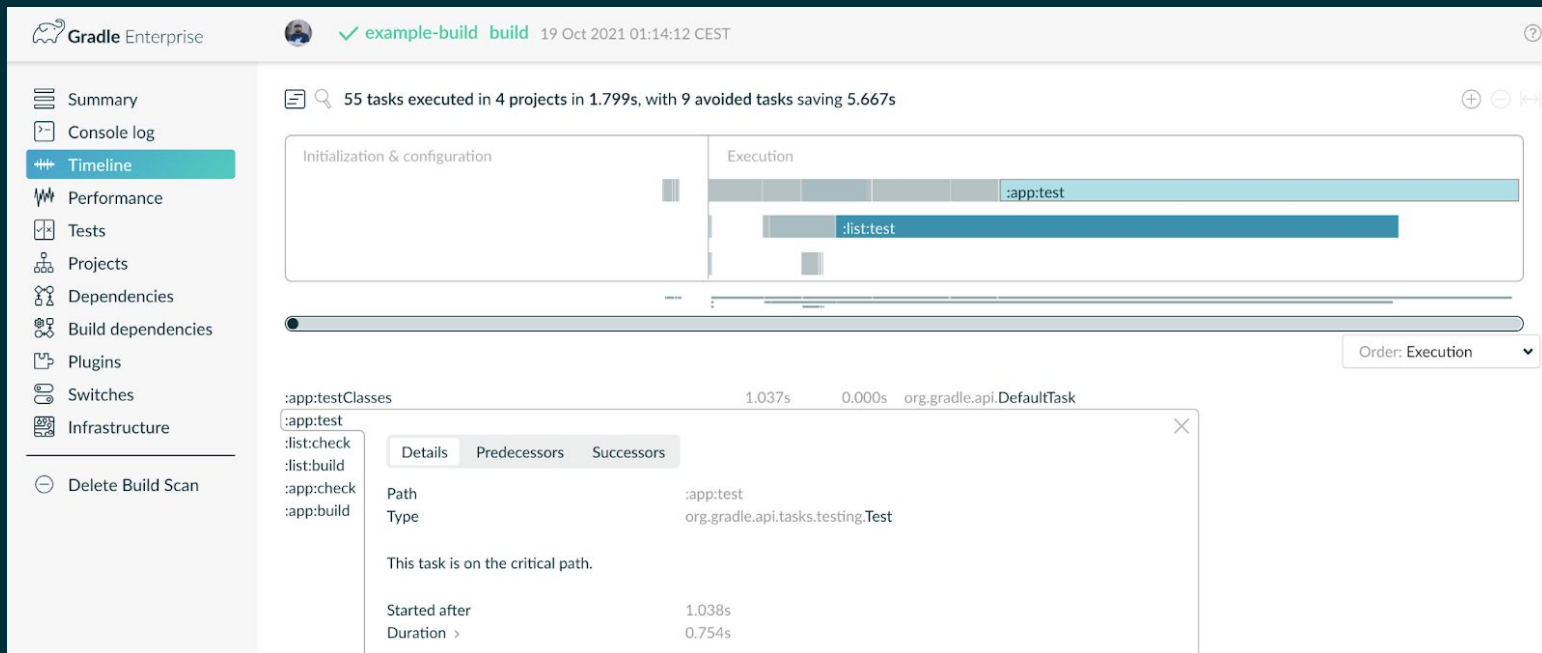 Gradle Enterprise
example-build build 19 Oct 2021 01:14:12 CEST
Summary
Console log
Timeline
Performance
Tests
Projects
Dependencies
Build dependencies
Plugins
Switches
Infrastructure
Delete Build Scan
55 tasks executed in 4 projects in 1.799s, with 9 avoided tasks saving 5.667s
Initialization & configuration
Execution
:app:test
:list:test
Order: Execution
:app:testClasses 1.037s 0.000s org.gradle.api.DefaultTask
:app:test
:list:check
:list:build
:app:check
:app:build
Details Predecessors Successors
Path :app:test
Type org.gradle.api.tasks.testing.Test
This task is on the critical path.
Started after 1.038s
Duration > 0.754s